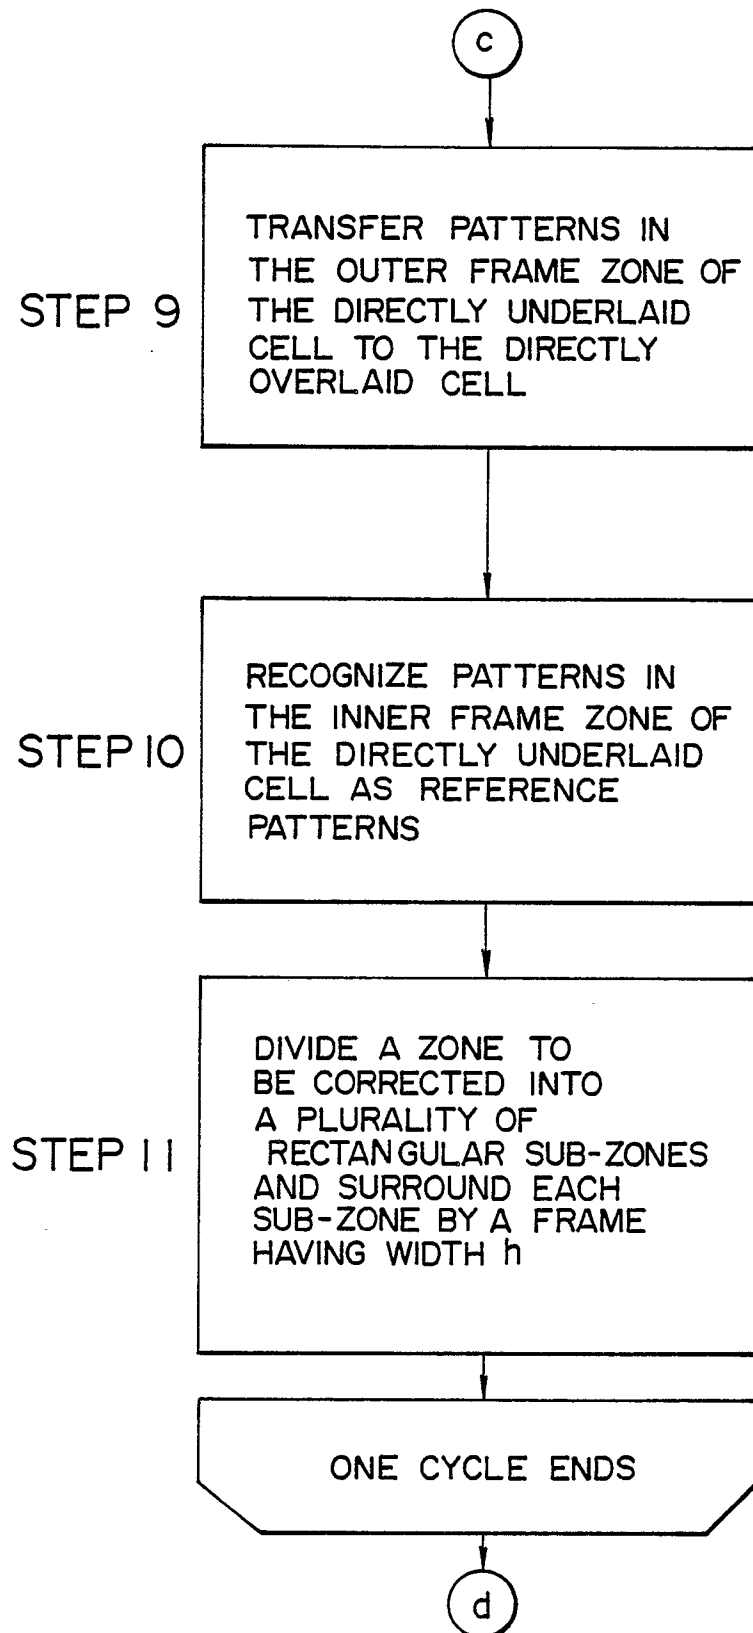 c
STEP 9
TRANSFER PATTERNS IN
THE OUTER FRAME ZONE OF
THE DIRECTLY UNDERLAID
CELL TO THE DIRECTLY
OVERLAID CELL
STEP 10
RECOGNIZE PATTERNS IN
THE INNER FRAME ZONE OF
THE DIRECTLY UNDERLAID
CELL AS REFERENCE
PATTERNS
STEP 11
DIVIDE A ZONE TO
BE CORRECTED INTO
A PLURALITY OF
RECTANGULAR SUB-ZONES
AND SURROUND EACH
SUB-ZONE BY A FRAME
HAVING WIDTH h
ONE CYCLE ENDS
d